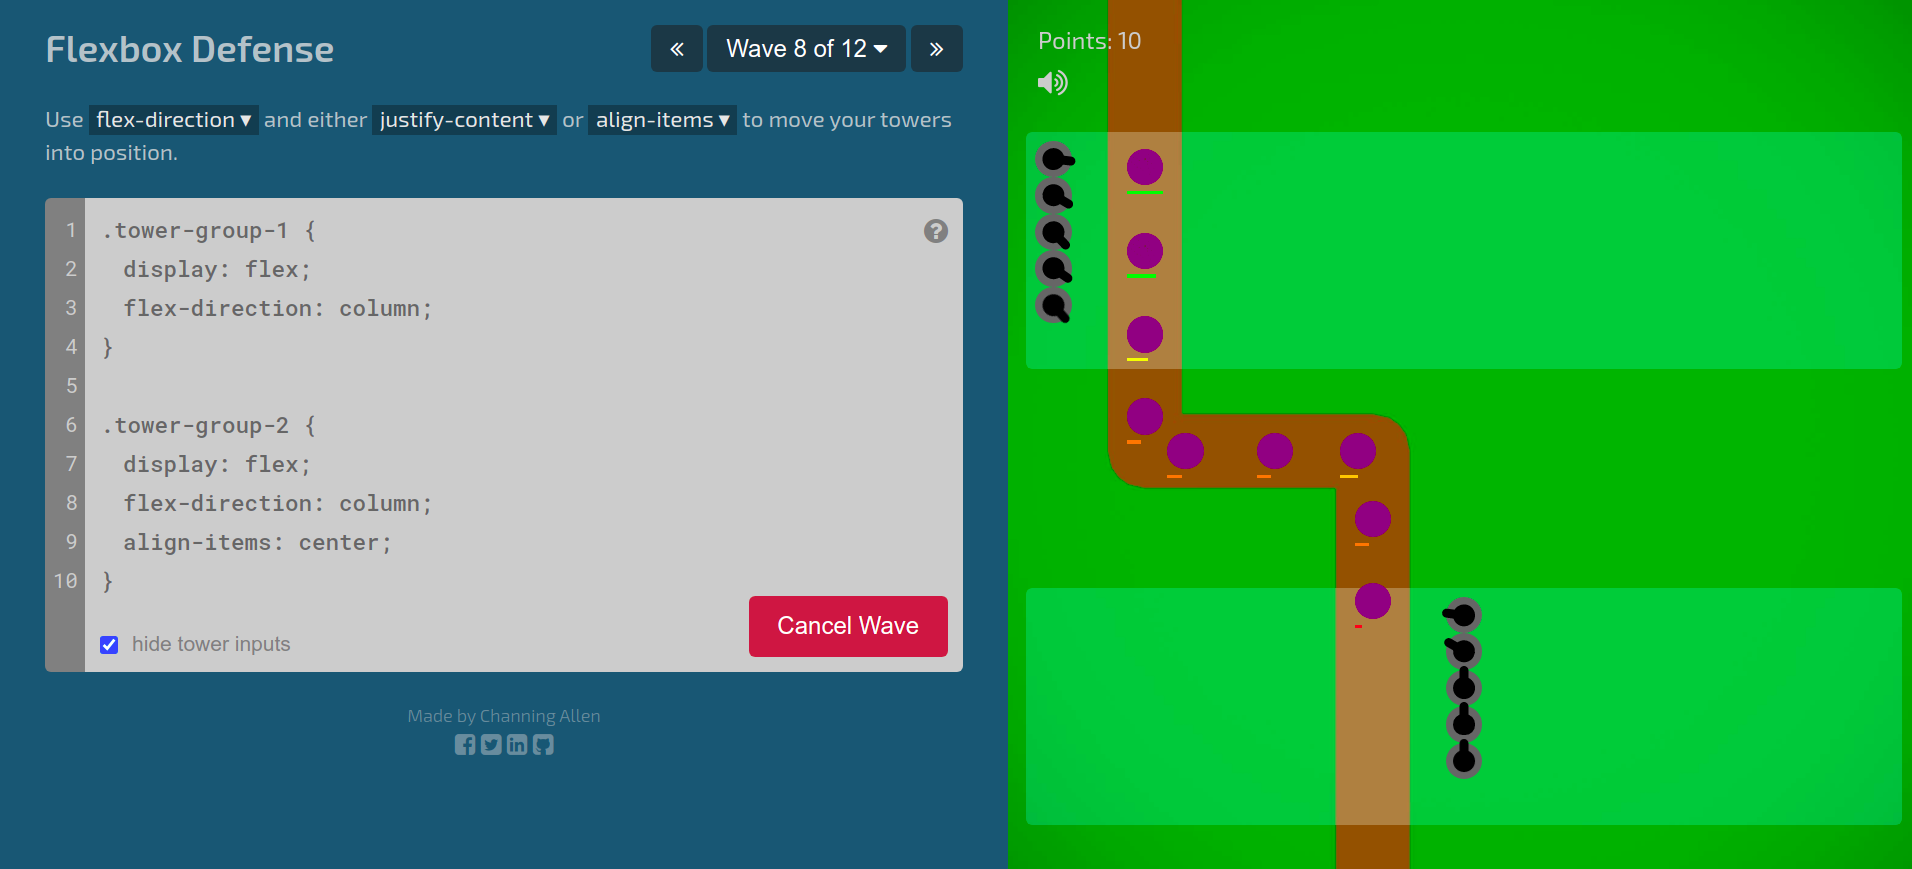 Flexbox Defense
Wave 8 of 12
Points: 10
Use flex-direction ▼ and either justify-content ▼ or align-items ▼ to move your towers
into position.
1 .tower-group-1 {
2 display: flex;
3 flex-direction: column;
4 }
5
6 .tower-group-2 {
7 display: flex;
8 flex-direction: column;
9 align-items: center;
10 }
hide tower inputs
Cancel Wave
Made by Channing Allen